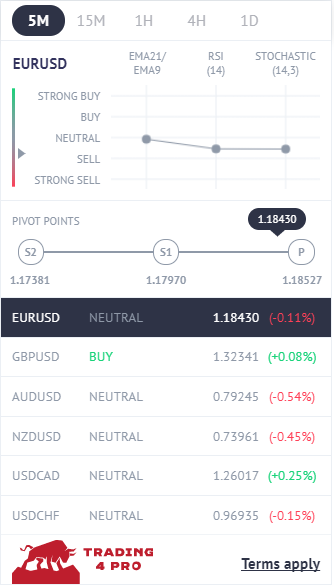 5M 15M 1H 4H 1D
EURUSD
EMA21/
EMA9
RSI
(14)
STOCHASTIC
(14,3)
STRONG BUY
BUY
NEUTRAL
SELL
STRONG SELL
PIVOT POINTS
1.18430
S2 S1 P
1.17381 1.17970 1.18527
EURUSD NEUTRAL 1.18430 (-0.11%)
GBPUSD BUY 1.32341 (+0.08%)
AUDUSD NEUTRAL 0.79245 (-0.54%)
NZDUSD NEUTRAL 0.73961 (-0.45%)
USDCAD NEUTRAL 1.26017 (+0.25%)
USDCHF NEUTRAL 0.96935 (-0.15%)
TRADING
4 PRO
Terms apply